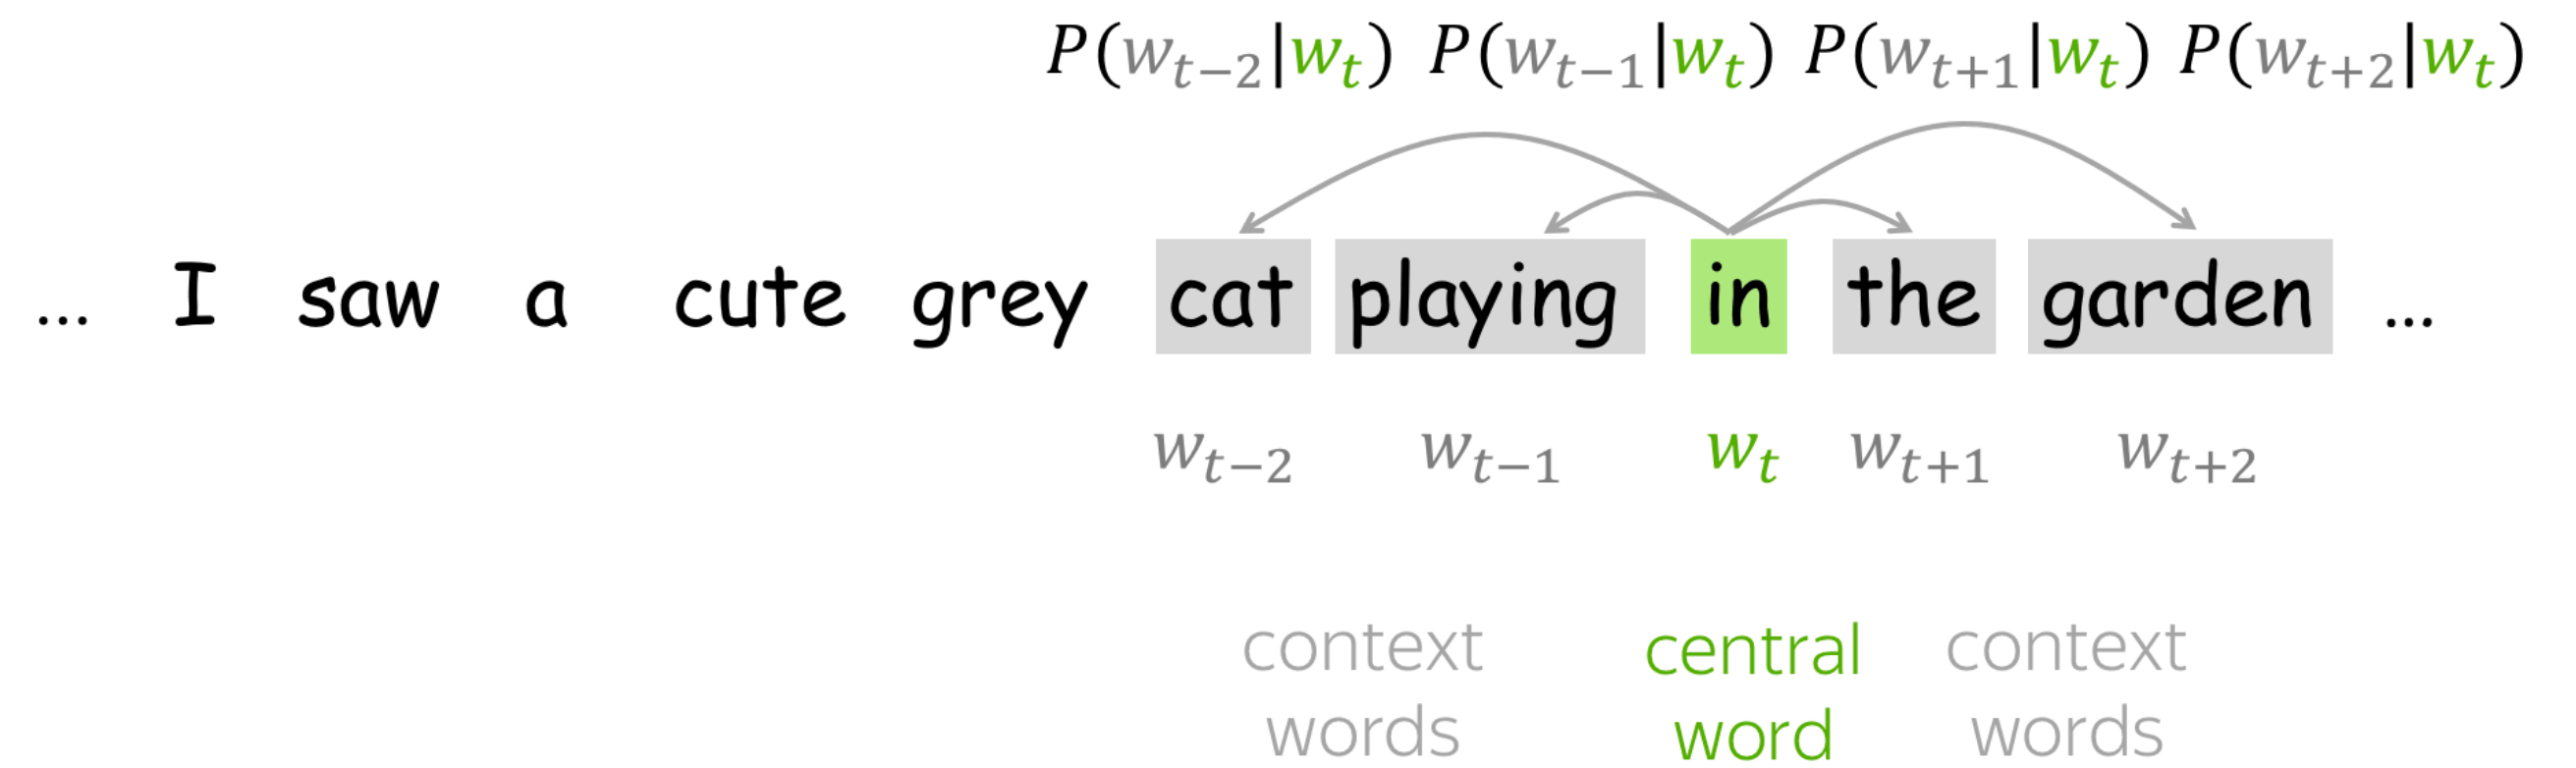 P(w_{t−2}|w_t) P(w_{t−1}|w_t) P(w_{t+1}|w_t) P(w_{t+2}|w_t)
... I saw a cute grey cat playing in the garden ...
w_{t−2} w_{t−1} w_t w_{t+1} w_{t+2}
context central context
words word words